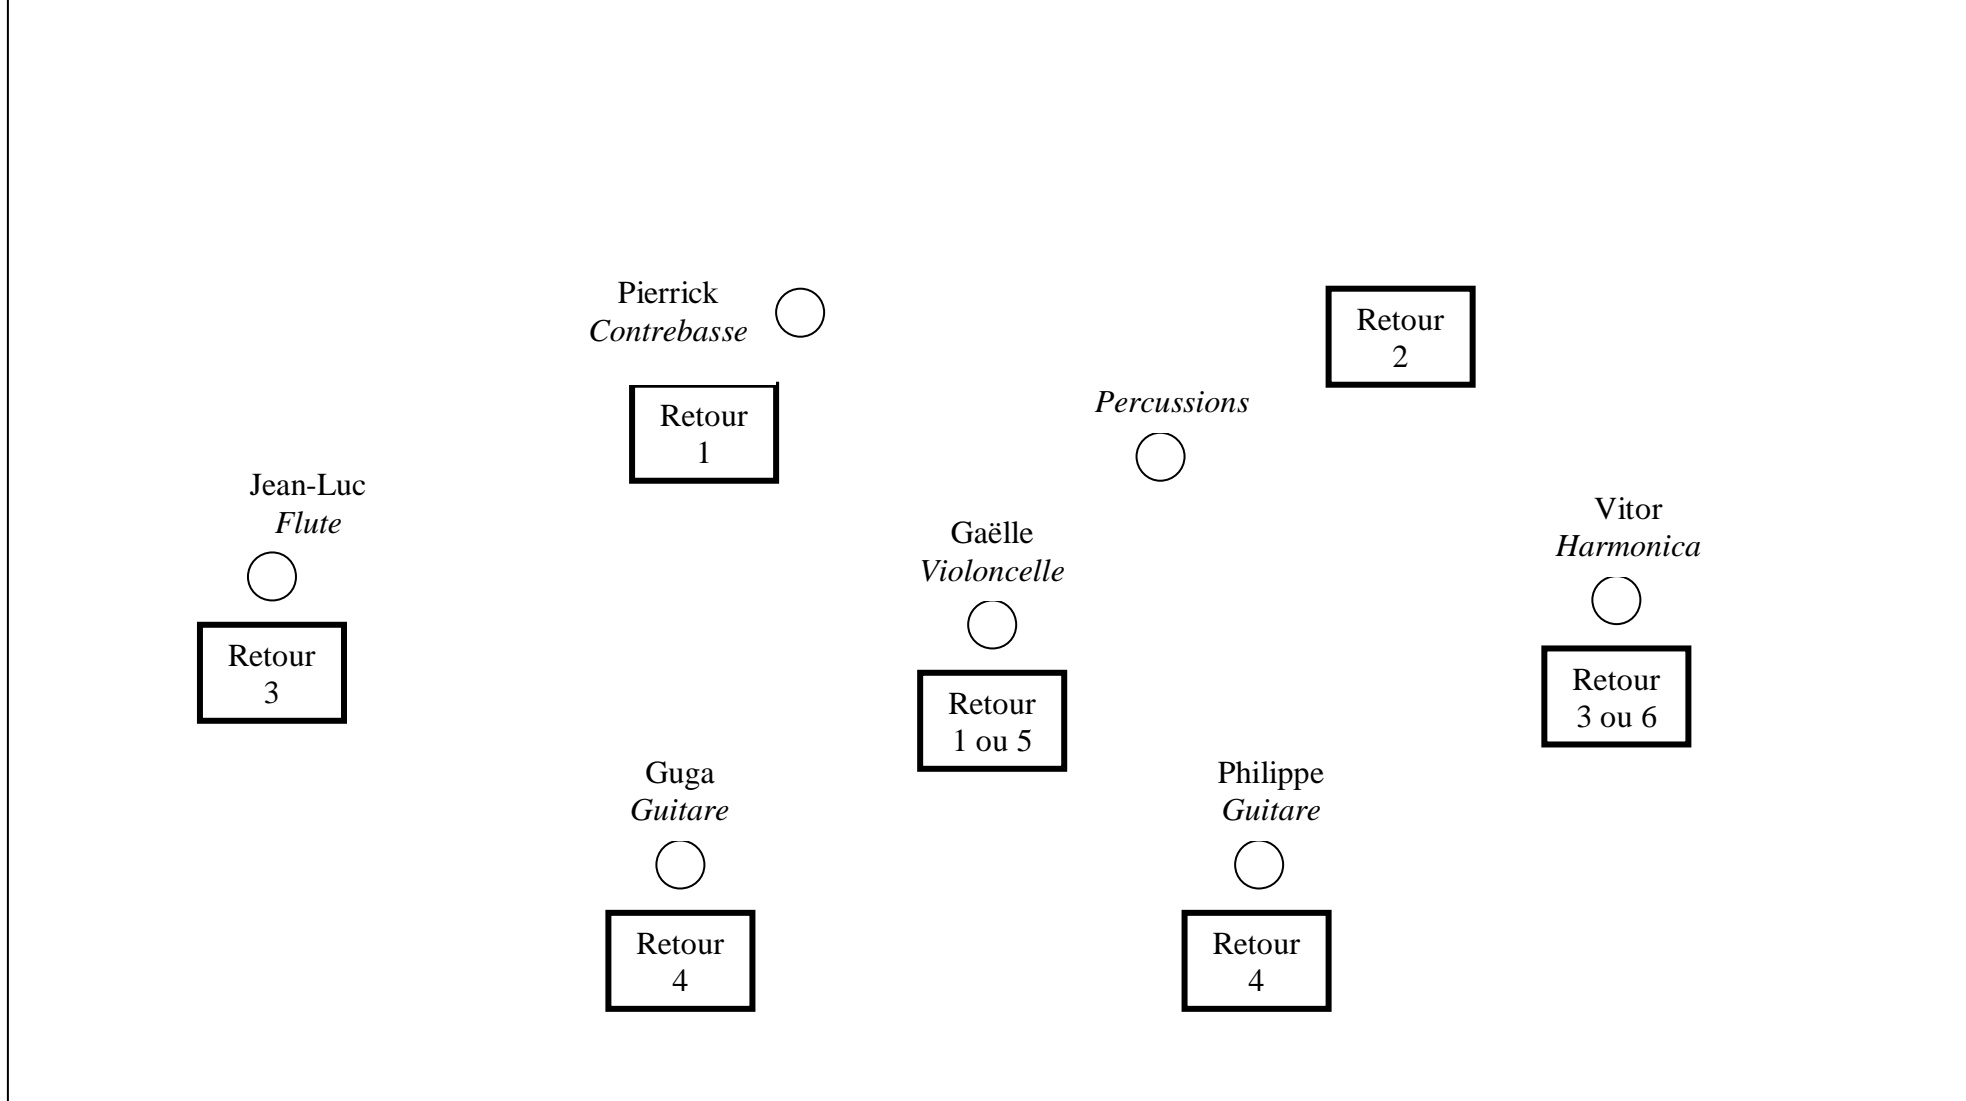 Pierrick
Contrebasse
Retour
2
Retour
1
Percussions
Jean-Luc
Flute
Vitor
Harmonica
Gaëlle
Violoncelle
Retour
3
Retour
3 ou 6
Retour
1 ou 5
Guga
Guitare
Philippe
Guitare
Retour
4
Retour
4